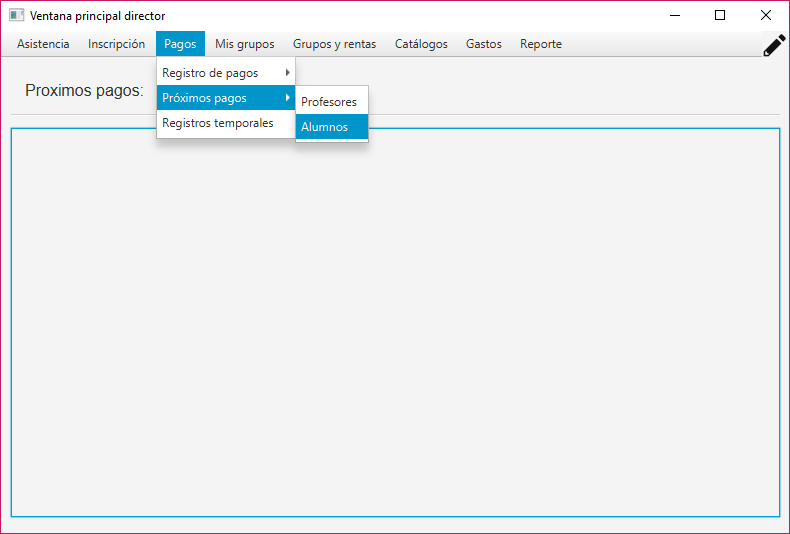 Ventana principal director
Asistencia Inscripción Pagos Mis grupos Grupos y rentas Catálogos Gastos Reporte
Registro de pagos
Proximos pagos:
Próximos pagos
Profesores
Registros temporales
Alumnos